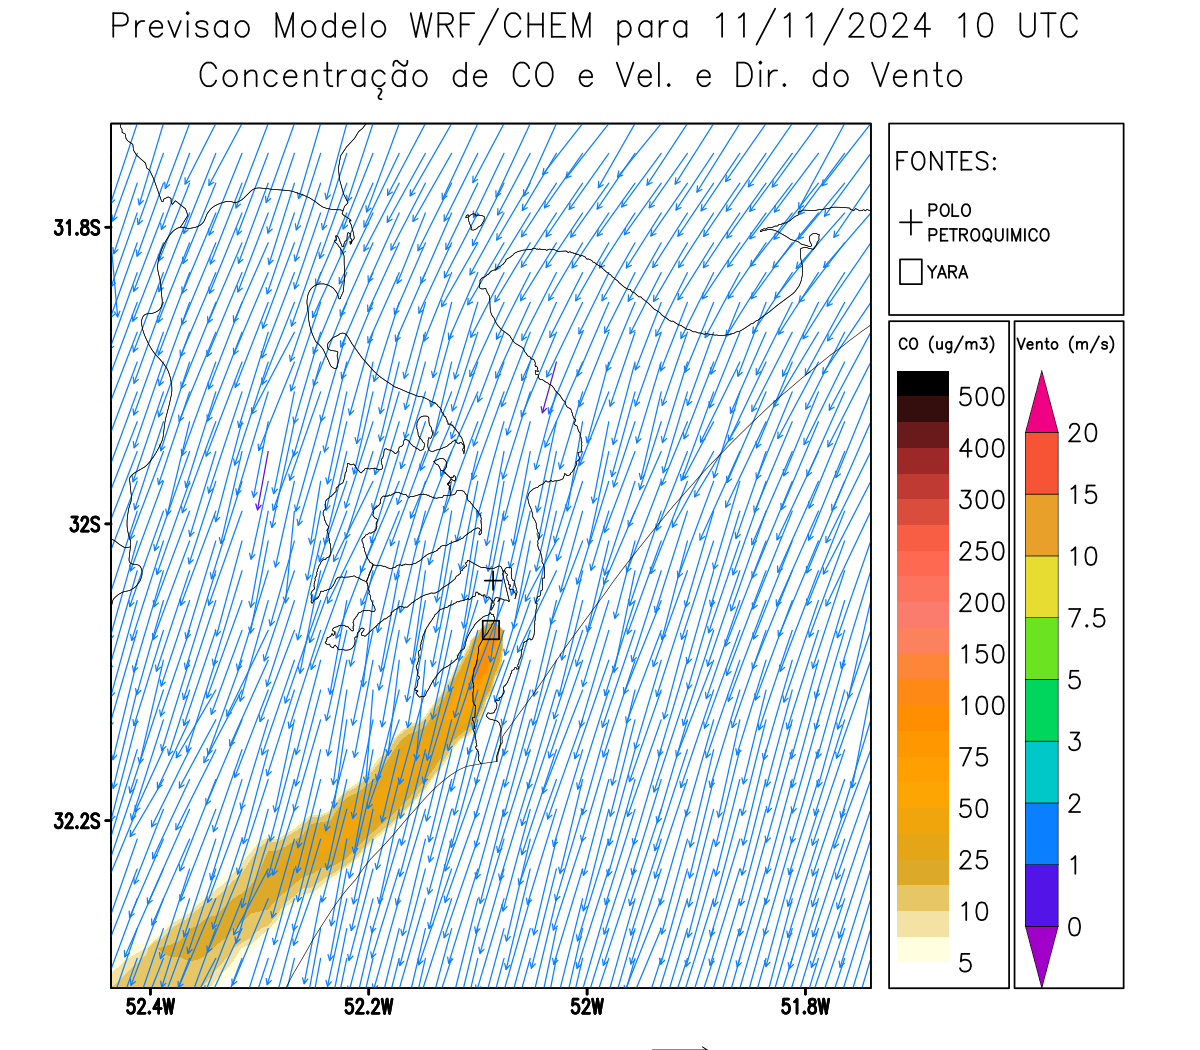 Previsao Modelo WRF/CHEM para 11/11/2024 10 UTC
Concentração de CO e Vel. e Dir. do Vento
FONTES:
POLO
PETROQUIMICO
YARA
CO (ug/m3)
500
400
300
250
200
150
100
75
50
25
10
5
Vento (m/s)
20
15
10
7.5
5
3
2
1
0
31.8S
32S
32.2S
52.4W
52.2W
52W
51.8W